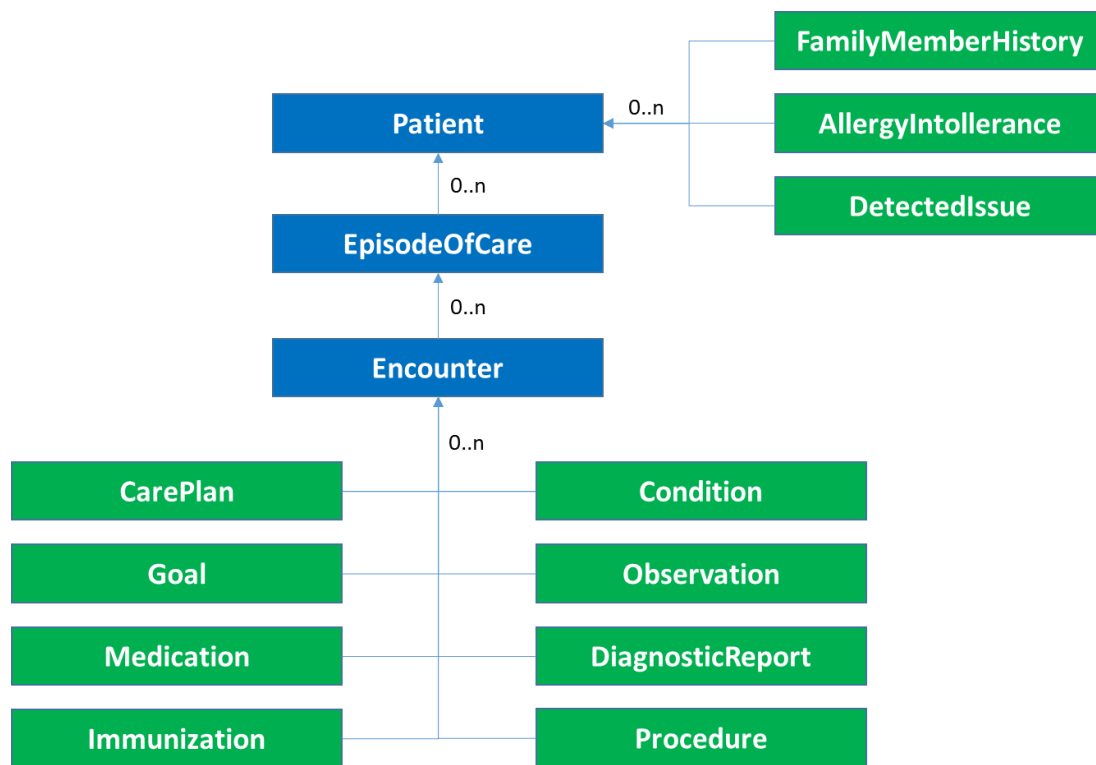 FamilyMemberHistory
Patient
0..n
AllergyIntollerance
0..n
DetectedIssue
EpisodeOfCare
0..n
Encounter
0..n
CarePlan
Condition
Goal
Observation
Medication
DiagnosticReport
Immunization
Procedure